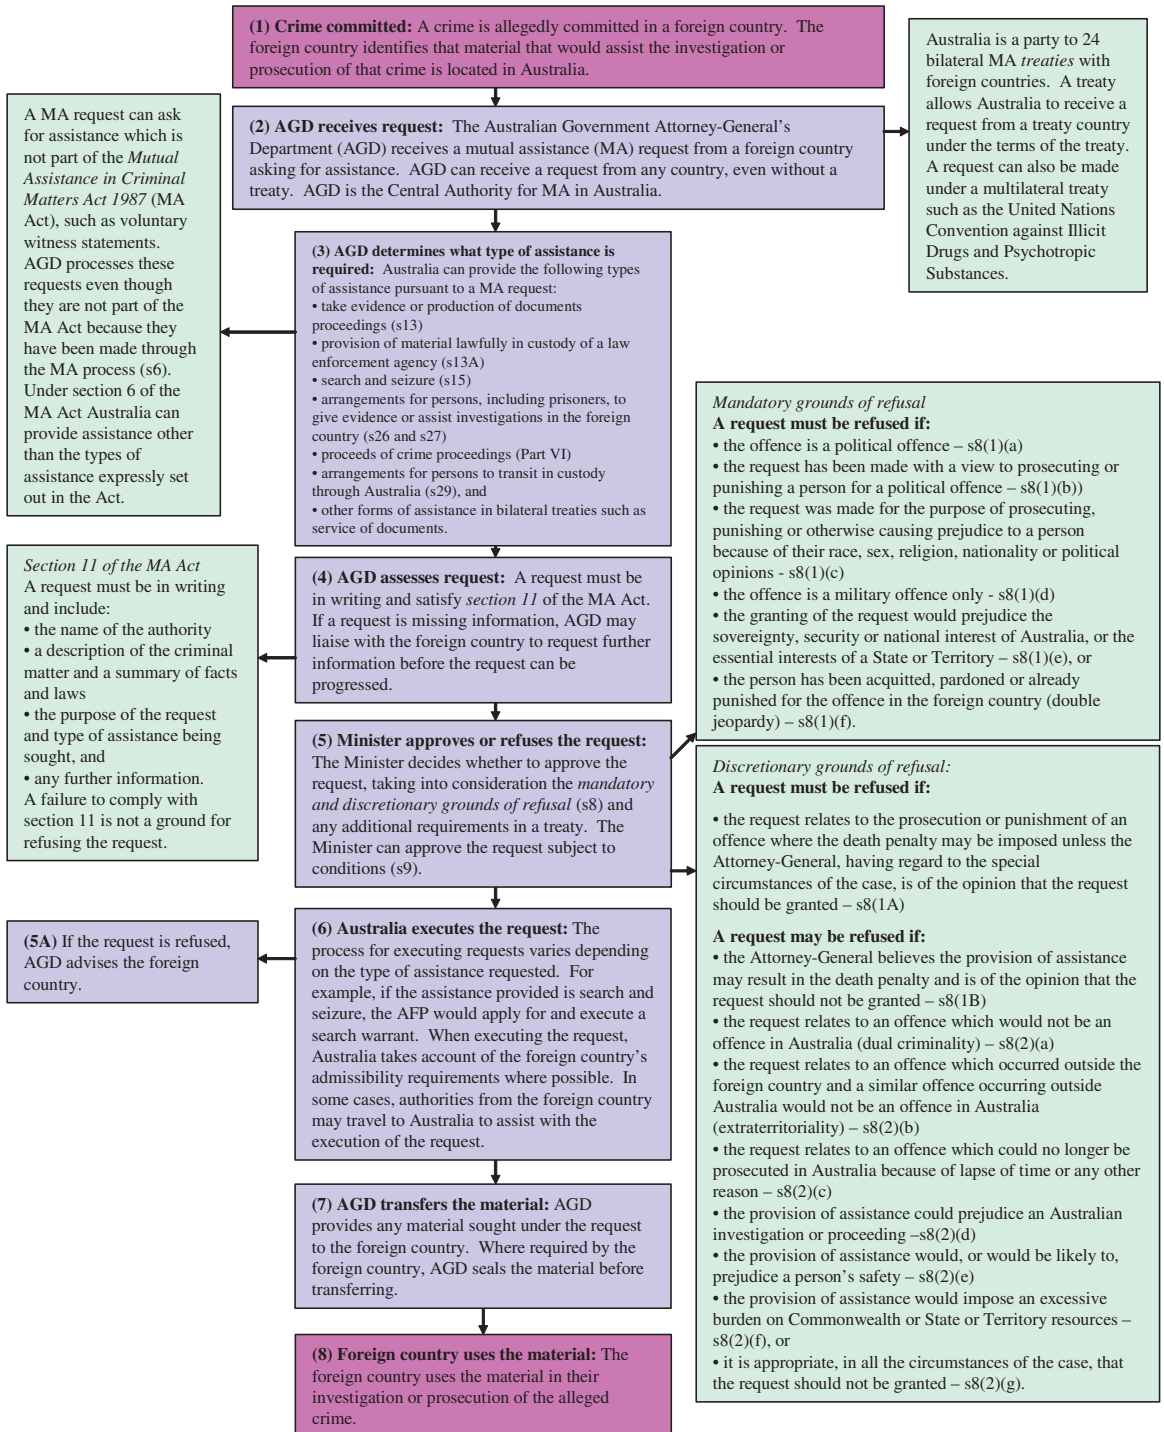 (1) Crime committed: A crime is allegedly committed in a foreign country.  The
foreign country identifies that material that would assist the investigation or
prosecution of that crime is located in Australia.
Australia is a party to 24
bilateral MA treaties with
foreign countries.  A treaty
allows Australia to receive a
request from a treaty country
under the terms of the treaty.
A request can also be made
under a multilateral treaty
such as the United Nations
Convention against Illicit
Drugs and Psychotropic
Substances.
(2) AGD receives request:  The Australian Government Attorney-General's
Department (AGD) receives a mutual assistance (MA) request from a foreign country
asking for assistance.  AGD can receive a request from any country, even without a
treaty.  AGD is the Central Authority for MA in Australia.
A MA request can ask
for assistance which is
not part of the Mutual
Assistance in Criminal
Matters Act 1987 (MA
Act), such as voluntary
witness statements.
AGD processes these
requests even though
they are not part of the
MA Act because they
have been made through
the MA process (s6).
Under section 6 of the
MA Act Australia can
provide assistance other
than the types of
assistance expressly set
out in the Act.
(3) AGD determines what type of assistance is
required:  Australia can provide the following types
of assistance pursuant to a MA request:
• take evidence or production of documents
proceedings (s13)
• provision of material lawfully in custody of a law
enforcement agency (s13A)
• search and seizure (s15)
• arrangements for persons, including prisoners, to
give evidence or assist investigations in the foreign
country (s26 and s27)
• proceeds of crime proceedings (Part VI)
• arrangements for persons to transit in custody
through Australia (s29), and
• other forms of assistance in bilateral treaties such as
service of documents.
Mandatory grounds of refusal
A request must be refused if:
• the offence is a political offence – s8(1)(a)
• the request has been made with a view to prosecuting or
punishing a person for a political offence – s8(1)(b))
• the request was made for the purpose of prosecuting,
punishing or otherwise causing prejudice to a person
because of their race, sex, religion, nationality or political
opinions - s8(1)(c)
• the offence is a military offence only - s8(1)(d)
• the granting of the request would prejudice the
sovereignty, security or national interest of Australia, or the
essential interests of a State or Territory – s8(1)(e), or
• the person has been acquitted, pardoned or already
punished for the offence in the foreign country (double
jeopardy) – s8(1)(f).
Section 11 of the MA Act
A request must be in writing
and include:
• the name of the authority
• a description of the criminal
matter and a summary of facts
and laws
• the purpose of the request
and type of assistance being
sought, and
• any further information.
A failure to comply with
section 11 is not a ground for
refusing the request.
(4) AGD assesses request:  A request must be
in writing and satisfy section 11 of the MA Act.
If a request is missing information, AGD may
liaise with the foreign country to request further
information before the request can be
progressed.
(5) Minister approves or refuses the request:
The Minister decides whether to approve the
request, taking into consideration the mandatory
and discretionary grounds of refusal (s8) and
any additional requirements in a treaty.  The
Minister can approve the request subject to
conditions (s9).
Discretionary grounds of refusal:
A request must be refused if:
• the request relates to the prosecution or punishment of an
offence where the death penalty may be imposed unless the
Attorney-General, having regard to the special
circumstances of the case, is of the opinion that the request
should be granted – s8(1A)
A request may be refused if:
• the Attorney-General believes the provision of assistance
may result in the death penalty and is of the opinion that the
request should not be granted – s8(1B)
• the request relates to an offence which would not be an
offence in Australia (dual criminality) – s8(2)(a)
• the request relates to an offence which occurred outside the
foreign country and a similar offence occurring outside
Australia would not be an offence in Australia
(extraterritoriality) – s8(2)(b)
• the request relates to an offence which could no longer be
prosecuted in Australia because of lapse of time or any other
reason – s8(2)(c)
• the provision of assistance could prejudice an Australian
investigation or proceeding –s8(2)(d)
• the provision of assistance would, or would be likely to,
prejudice a person's safety – s8(2)(e)
• the provision of assistance would impose an excessive
burden on Commonwealth or State or Territory resources –
s8(2)(f), or
• it is appropriate, in all the circumstances of the case, that
the request should not be granted – s8(2)(g).
(5A) If the request is refused,
AGD advises the foreign
country.
(6) Australia executes the request: The
process for executing requests varies depending
on the type of assistance requested.  For
example, if the assistance provided is search and
seizure, the AFP would apply for and execute a
search warrant.  When executing the request,
Australia takes account of the foreign country's
admissibility requirements where possible.  In
some cases, authorities from the foreign country
may travel to Australia to assist with the
execution of the request.
(7) AGD transfers the material: AGD
provides any material sought under the request
to the foreign country.  Where required by the
foreign country, AGD seals the material before
transferring.
(8) Foreign country uses the material: The
foreign country uses the material in their
investigation or prosecution of the alleged
crime.